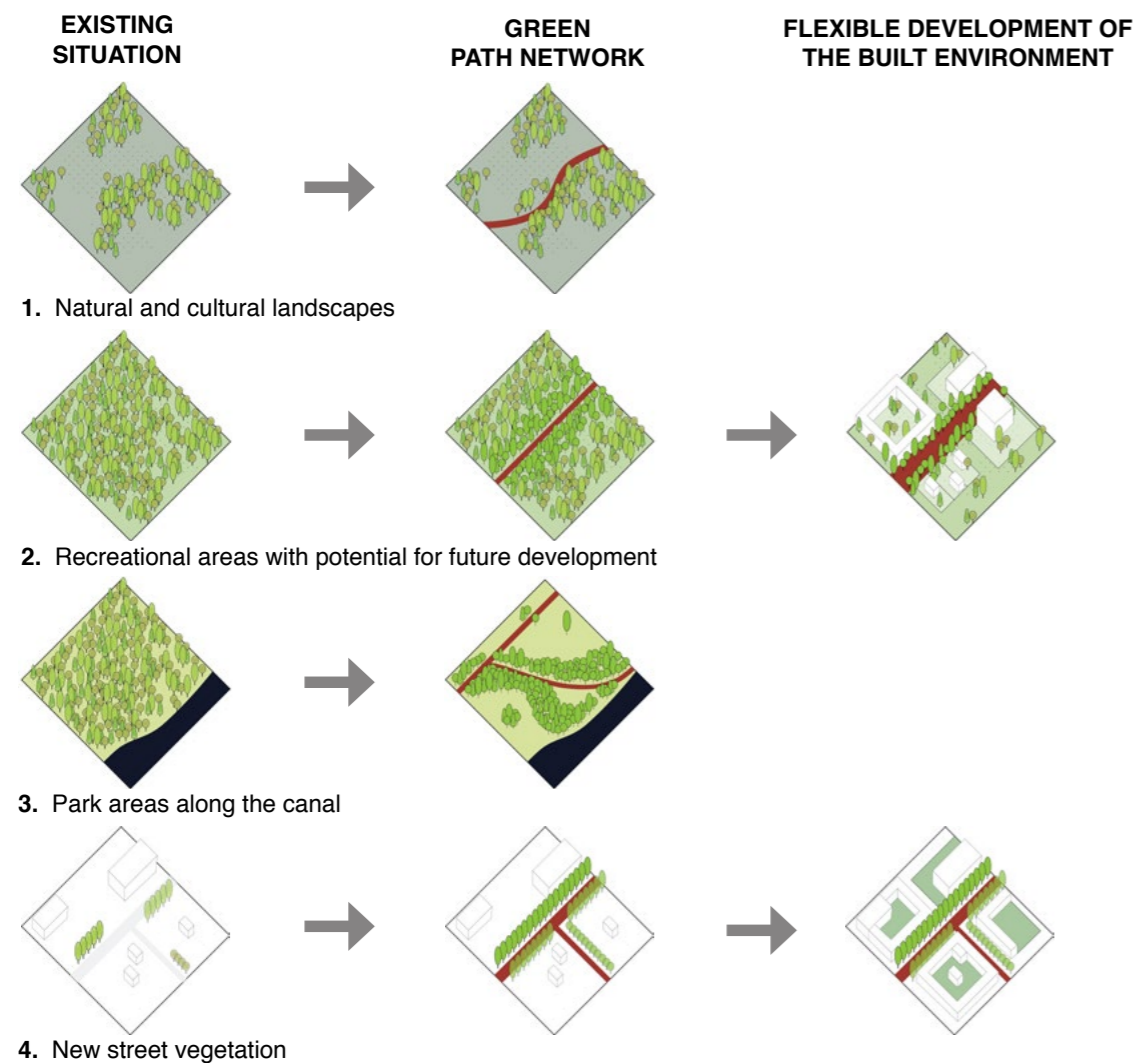 EXISTING
SITUATION
GREEN
PATH NETWORK
FLEXIBLE DEVELOPMENT OF
THE BUILT ENVIRONMENT
1. Natural and cultural landscapes
2. Recreational areas with potential for future development
3. Park areas along the canal
4. New street vegetation